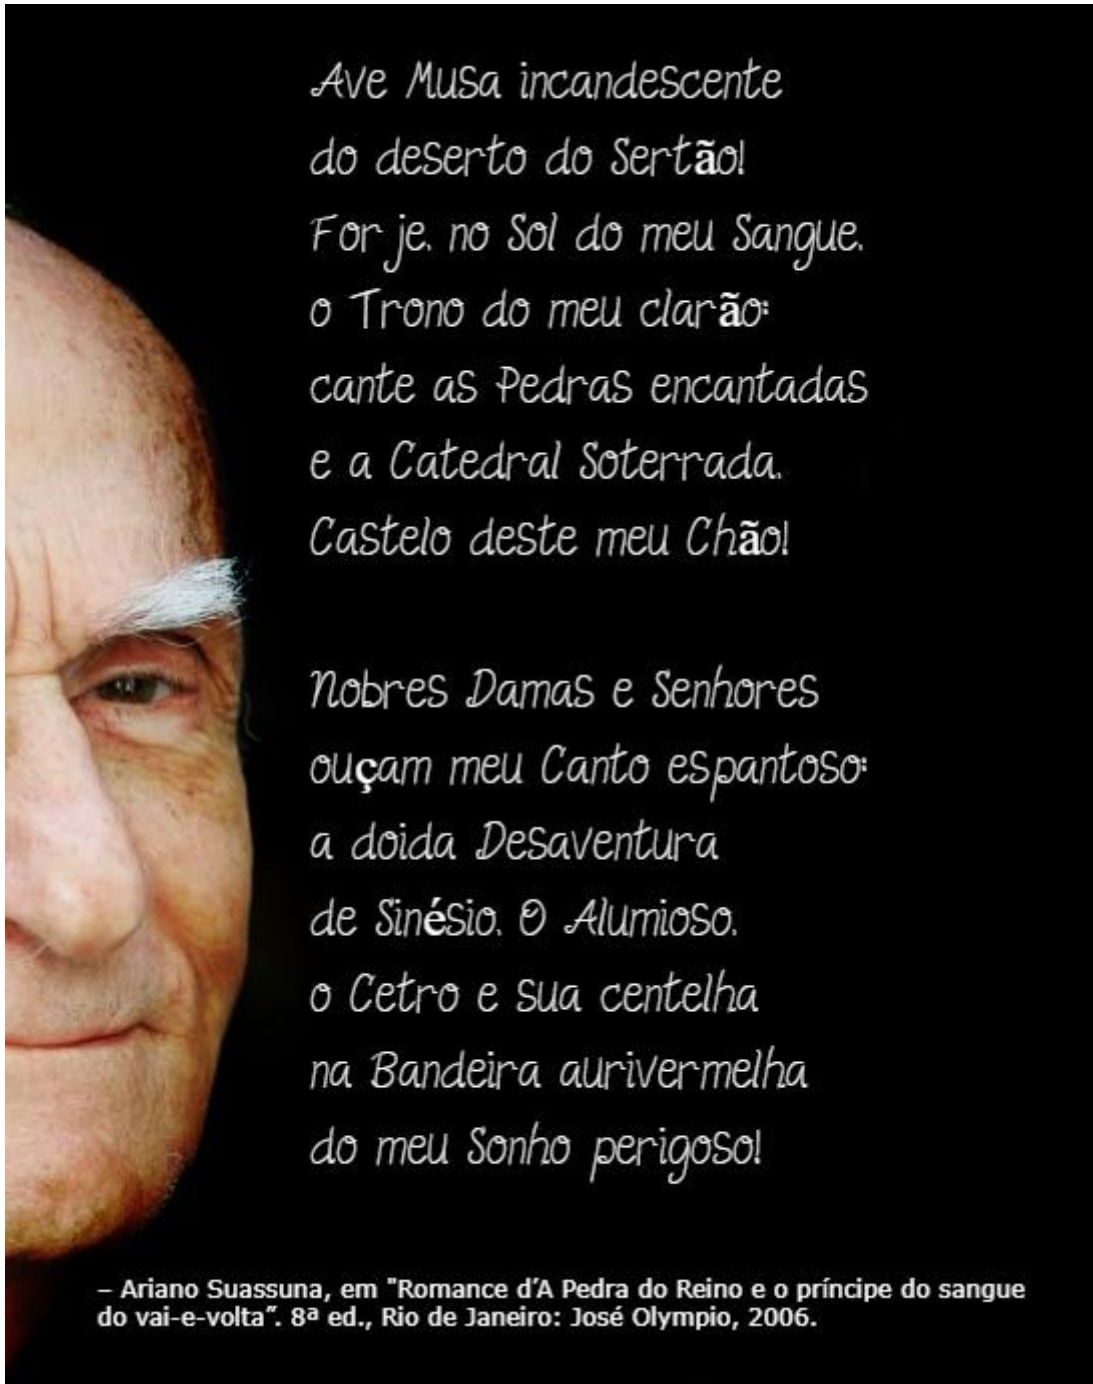 Ave Musa incandescente
do deserto do Sertão!
Forje, no Sol do meu Sangue,
o Trono do meu clarão:
cante as Pedras encantadas
e a Catedral Soterrada,
Castelo deste meu Chão!
Nobres Damas e Senhores
ouçam meu Canto espantoso:
a doida Desaventura
de Sinésio, O Alumioso,
o Cetro e sua centelha
na Bandeira aurivermelha
do meu Sonho perigoso!
– Ariano Suassuna, em "Romance d’A Pedra do Reino e o príncipe do sangue
do vai-e-volta”. 8ª ed., Rio de Janeiro: José Olympio, 2006.